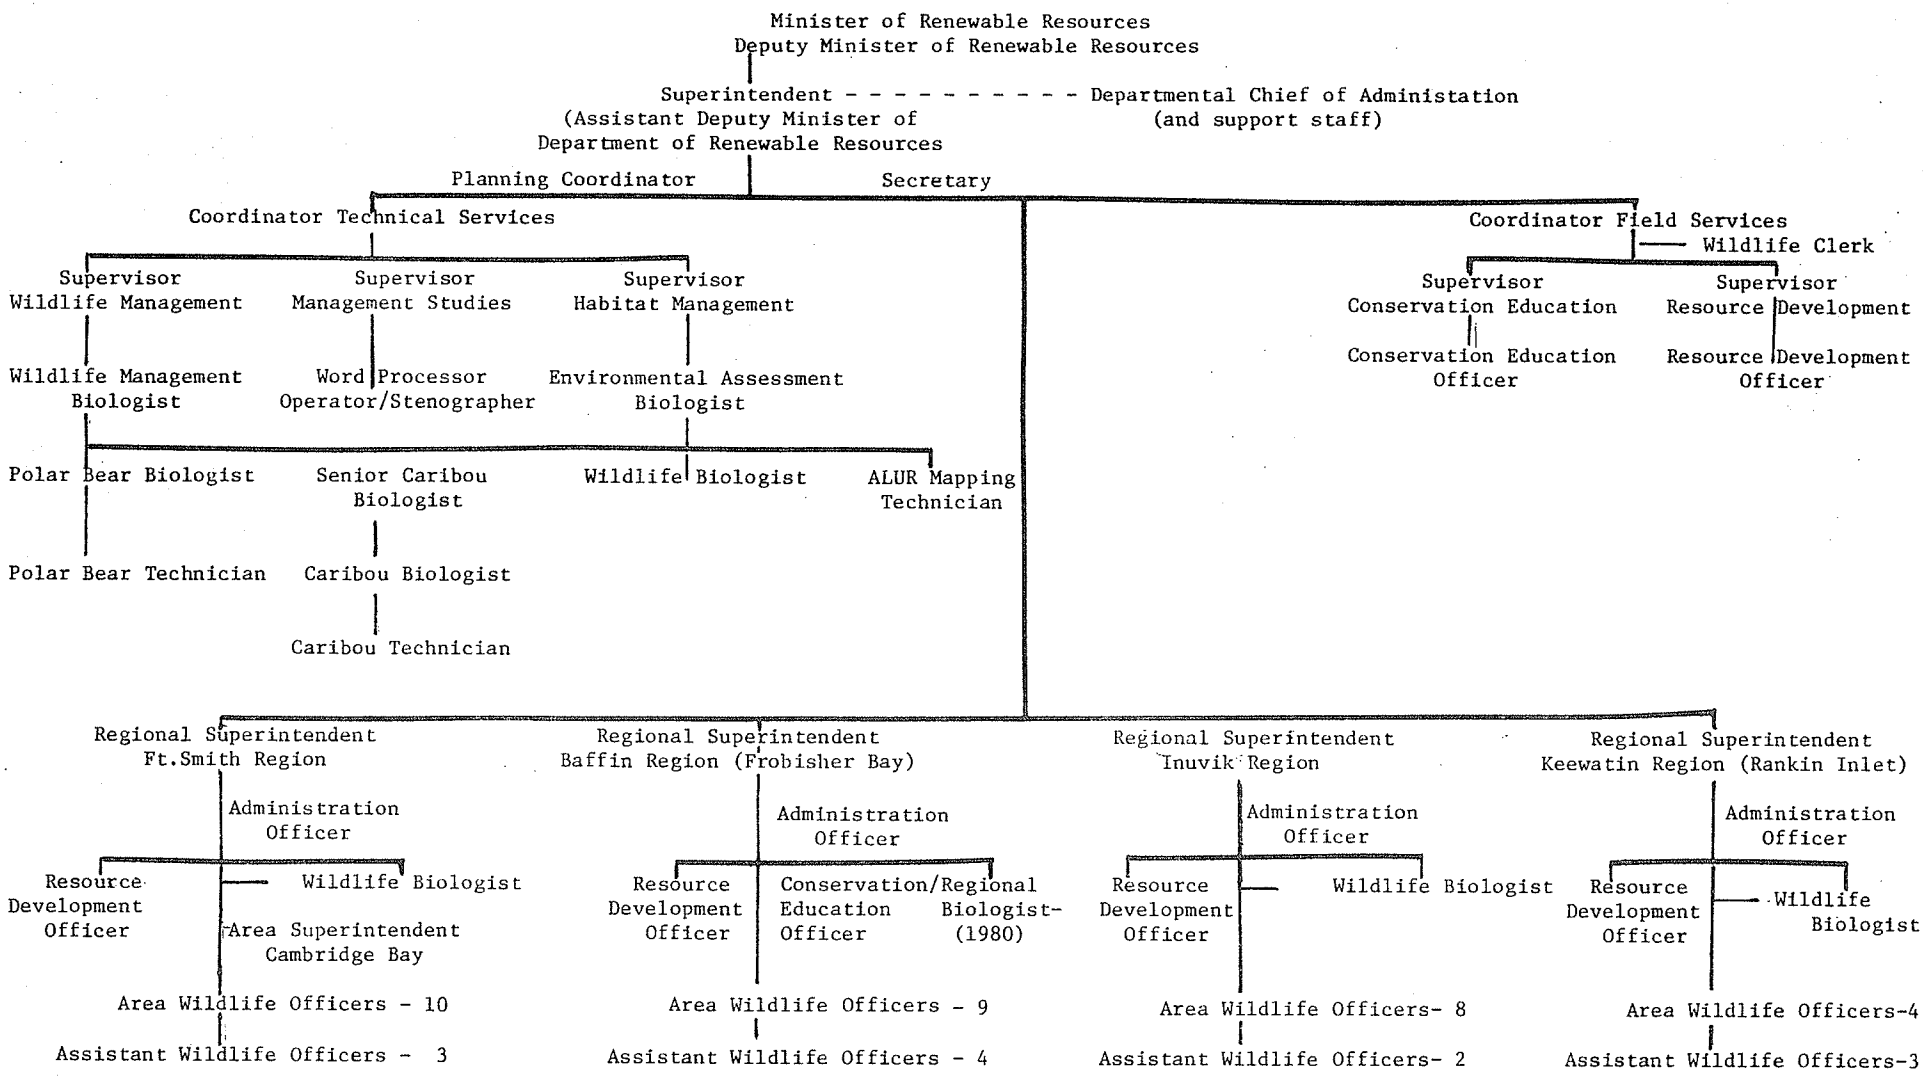 Minister of Renewable Resources
Deputy Minister of Renewable Resources
Superintendent - - - - - - - - - - Departmental Chief of Administation
(Assistant Deputy Minister of
(and support staff)
Department of Renewable Resources
Planning Coordinator
Secretary
Coordinator Technical Services
Coordinator Field Services
Wildlife Clerk
Supervisor
Wildlife Management
Supervisor
Management Studies
Supervisor
Habitat Management
Supervisor
Conservation Education
Supervisor
Resource Development
Wildlife Management
Biologist
Word Processor
Operator/Stenographer
Environmental Assessment
Biologist
Conservation Education
Officer
Resource Development
Officer
Polar Bear Biologist
Senior Caribou
Biologist
Wildlife Biologist
ALUR Mapping
Technician
Polar Bear Technician
Caribou Biologist
Caribou Technician
Regional Superintendent
Ft.Smith Region
Administration
Officer
Resource
Development
Officer
Wildlife Biologist
Area Superintendent
Cambridge Bay
Area Wildlife Officers - 10
Assistant Wildlife Officers - 3
Regional Superintendent
Baffin Region (Frobisher Bay)
Administration
Officer
Resource
Development
Officer
Conservation/Regional
Education Biologist-
Officer (1980)
Area Wildlife Officers - 9
Assistant Wildlife Officers - 4
Regional Superintendent
Inuvik Region
Administration
Officer
Resource
Development
Officer
Wildlife Biologist
Area Wildlife Officers- 8
Assistant Wildlife Officers- 2
Regional Superintendent
Keewatin Region (Rankin Inlet)
Administration
Officer
Resource
Development
Officer
Wildlife
Biologist
Area Wildlife Officers-4
Assistant Wildlife Officers-3